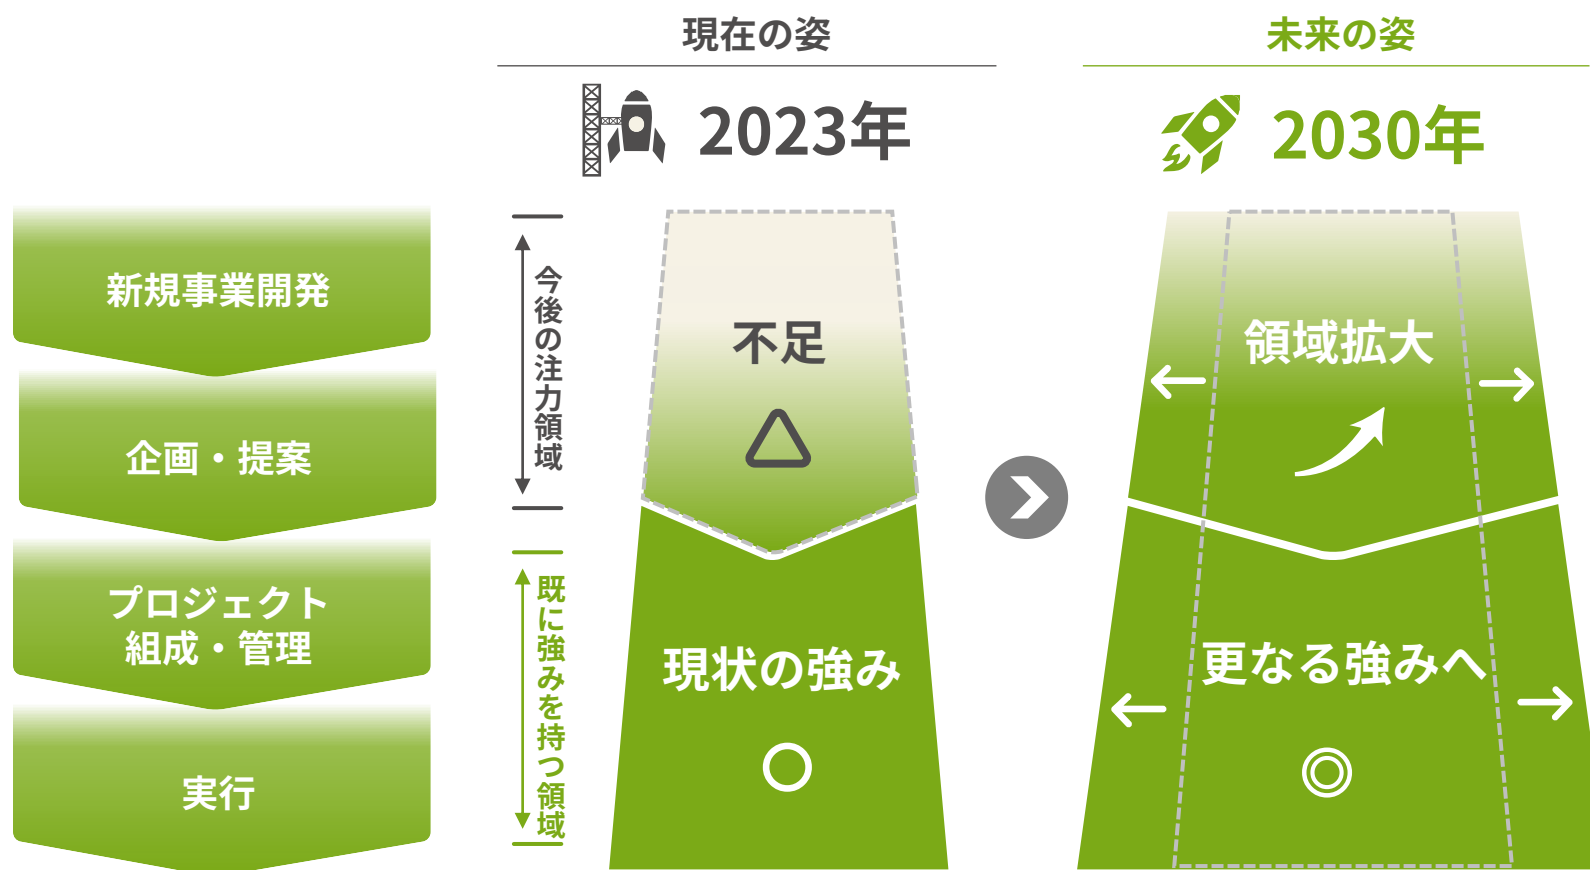 現在の姿
未来の姿
2023年
2030年
新規事業開発
企画・提案
プロジェクト
組成・管理
実行
今後の注力領域
既に強みを持つ領域
不足
現状の強み
領域拡大
更なる強みへ